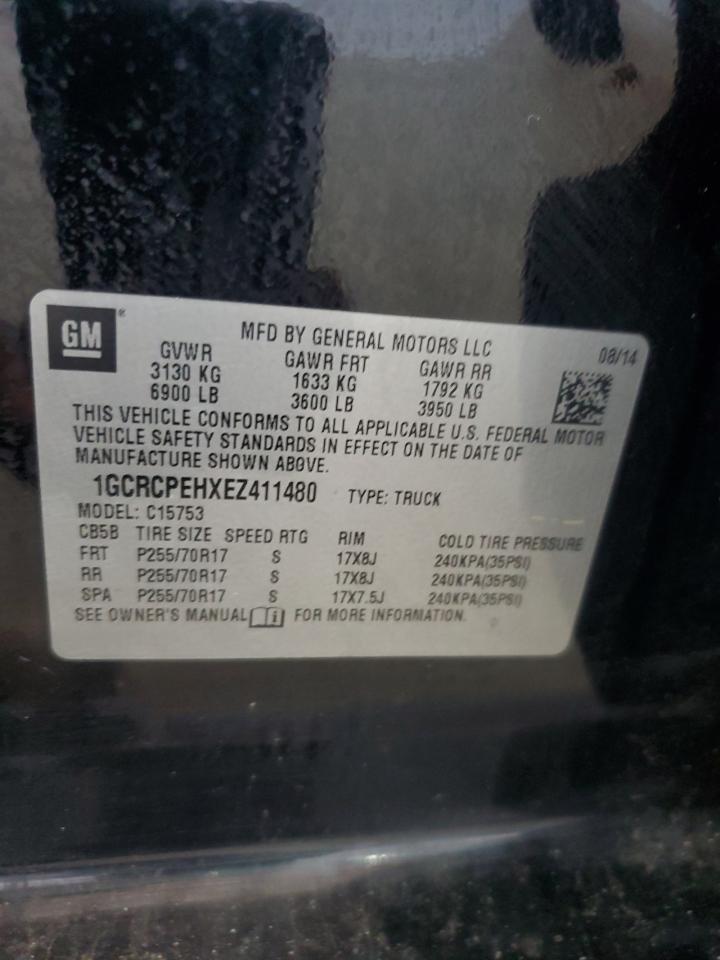 GM®
MFD BY GENERAL MOTORS LLC 08/14
GVWR GAWR FRT GAWR RR
3130 KG 1633 KG 1792 KG
6900 LB 3600 LB 3950 LB
THIS VEHICLE CONFORMS TO ALL APPLICABLE U.S. FEDERAL MOTOR
VEHICLE SAFETY STANDARDS IN EFFECT ON THE DATE OF
MANUFACTURE SHOWN ABOVE.
1GCRCPEHXEZ411480 TYPE: TRUCK
MODEL: C15753
CB5B TIRE SIZE SPEED RTG RIM COLD TIRE PRESSURE
FRT P255/70R17 S 17X8J 240KPA(35PSI)
RR P255/70R17 S 17X8J 240KPA(35PSI)
SPA P255/70R17 S 17X7.5J 240KPA(35PSI)
SEE OWNER'S MANUAL i FOR MORE INFORMATION.